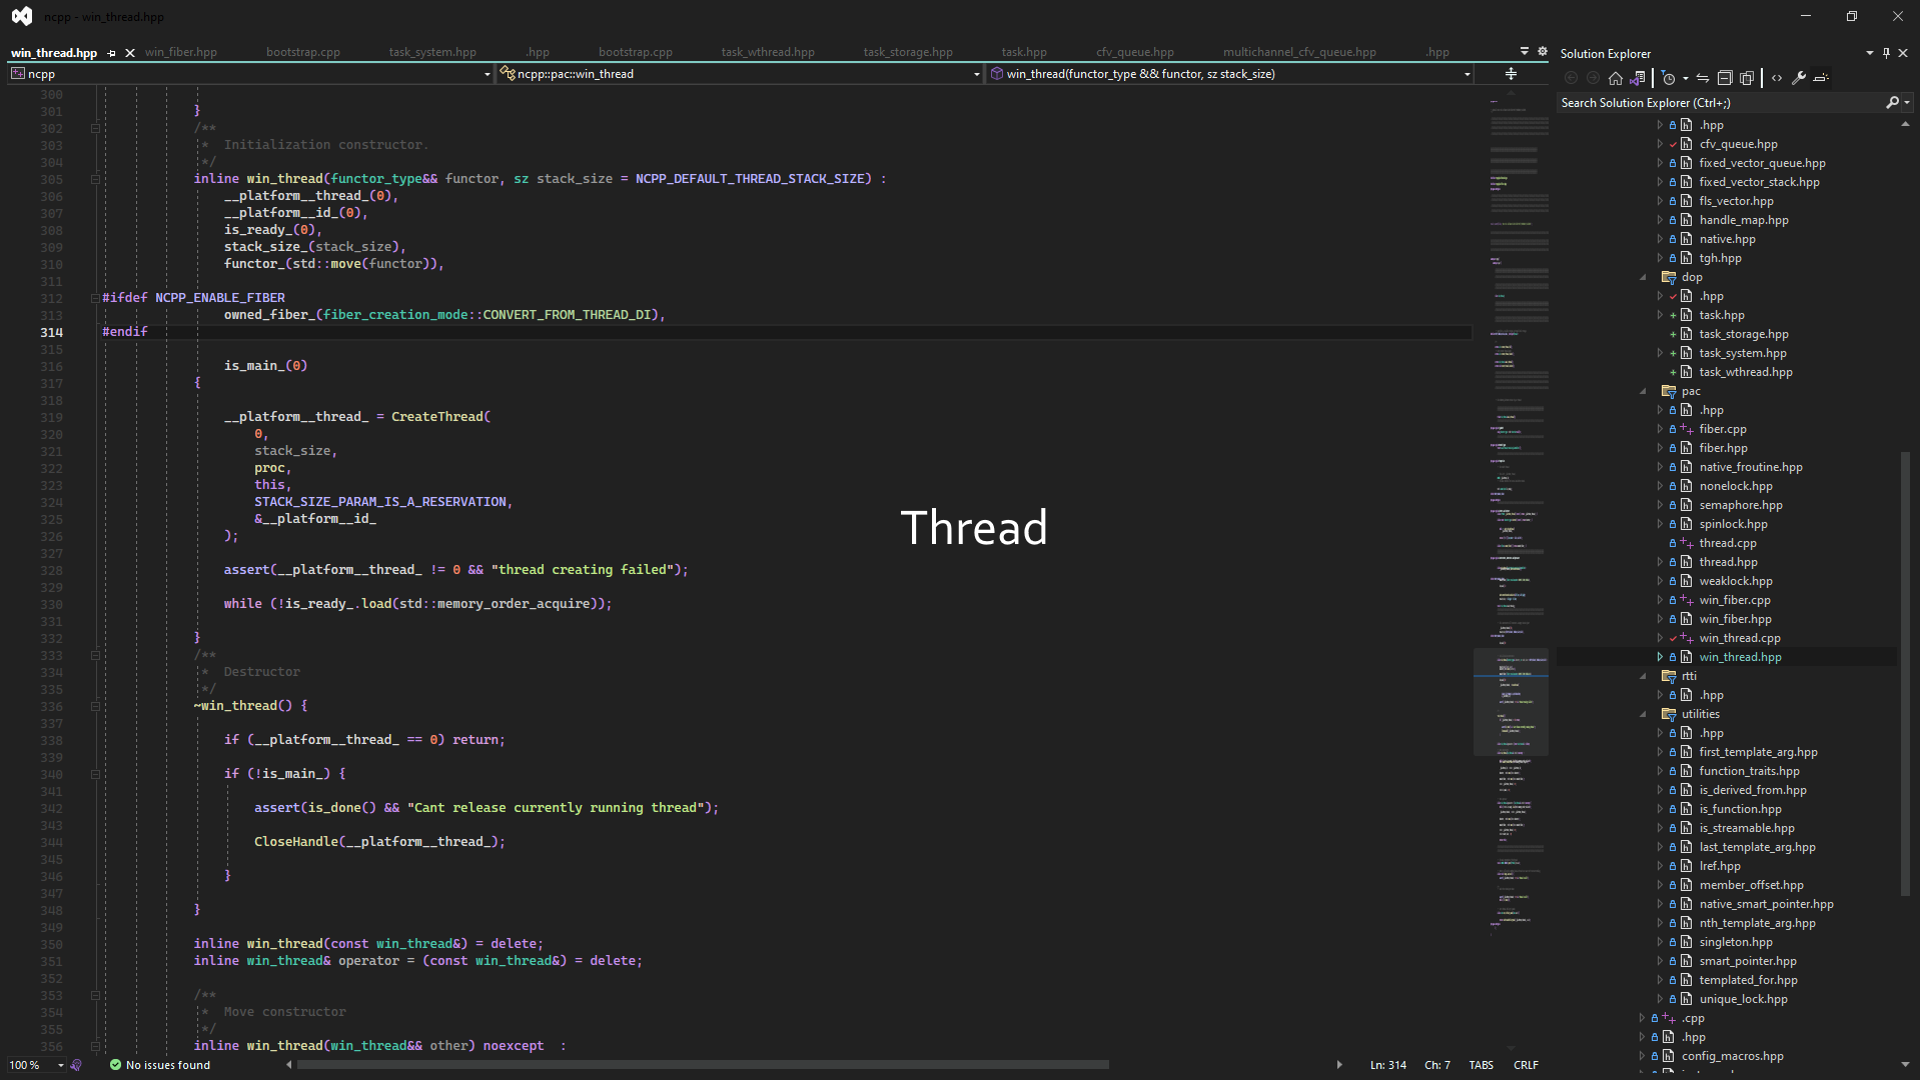 ncpp - win_thread.hpp
win_thread.hpp win_fiber.hpp bootstrap.cpp task_system.hpp .hpp bootstrap.cpp task_wthread.hpp task_storage.hpp task.hpp cfv_queue.hpp multichannel_cfv_queue.hpp .hpp
ncpp ncpp::pac::win_thread win_thread(functor_type && functor, sz stack_size)
300
301 }
302 /**
303 * Initialization constructor.
304 */
305 inline win_thread(functor_type&& functor, sz stack_size = NCPP_DEFAULT_THREAD_STACK_SIZE) :
306 __platform__thread_(0),
307 __platform__id_(0),
308 is_ready_(0),
309 stack_size_(stack_size),
310 functor_(std::move(functor)),
311
312 #ifdef NCPP_ENABLE_FIBER
313 owned_fiber_(fiber_creation_mode::CONVERT_FROM_THREAD_DI),
314 #endif
315
316 is_main_(0)
317 {
318
319 __platform__thread_ = CreateThread(
320 0,
321 stack_size,
322 proc,
323 this,
324 STACK_SIZE_PARAM_IS_A_RESERVATION,
325 &__platform__id_
326 );
327
328 assert(__platform__thread_ != 0 && "thread creating failed");
329
330 while (!is_ready_.load(std::memory_order_acquire));
331
332 }
333 /**
334 * Destructor
335 */
336 ~win_thread() {
337
338 if (__platform__thread_ == 0) return;
339
340 if (!is_main_) {
341
342 assert(is_done() && "Cant release currently running thread");
343
344 CloseHandle(__platform__thread_);
345
346 }
347
348 }
349
350 inline win_thread(const win_thread&) = delete;
351 inline win_thread& operator = (const win_thread&) = delete;
352
353 /**
354 * Move constructor
355 */
356 inline win_thread(win_thread&& other) noexcept :
Thread
100 % No issues found Ln: 314 Ch: 7 TABS CRLF
Solution Explorer
Search Solution Explorer (Ctrl+;)
.hpp
cfv_queue.hpp
fixed_vector_queue.hpp
fixed_vector_stack.hpp
fls_vector.hpp
handle_map.hpp
native.hpp
tgh.hpp
dop
.hpp
task.hpp
task_storage.hpp
task_system.hpp
task_wthread.hpp
pac
.hpp
fiber.cpp
fiber.hpp
native_froutine.hpp
nonelock.hpp
semaphore.hpp
spinlock.hpp
thread.cpp
thread.hpp
weaklock.hpp
win_fiber.cpp
win_fiber.hpp
win_thread.cpp
win_thread.hpp
rtti
.hpp
utilities
.hpp
first_template_arg.hpp
function_traits.hpp
is_derived_from.hpp
is_function.hpp
is_streamable.hpp
last_template_arg.hpp
lref.hpp
member_offset.hpp
native_smart_pointer.hpp
nth_template_arg.hpp
singleton.hpp
smart_pointer.hpp
templated_for.hpp
unique_lock.hpp
.cpp
.hpp
config_macros.hpp